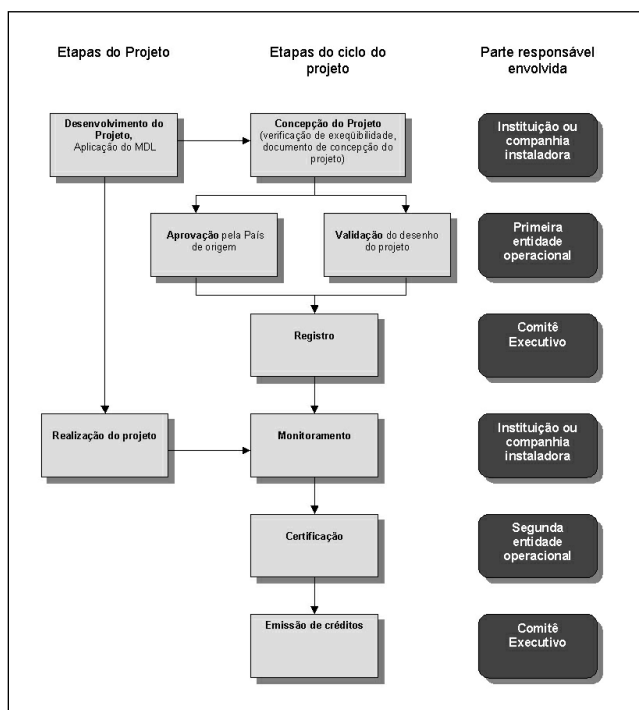 Etapas do Projeto
Etapas do ciclo do
projeto
Parte responsável
envolvida
Desenvolvimento do
Projeto,
Aplicação do MDL
Concepção do Projeto
(verificação de exeqüibilidade,
documento de concepção do
projeto)
Instituição ou
companhia
instaladora
Aprovação pela País
de origem
Validação do desenho
do projeto
Primeira
entidade
operacional
Registro
Comitê
Executivo
Realização do projeto
Monitoramento
Instituição ou
companhia
instaladora
Certificação
Segunda
entidade
operacional
Emissão de créditos
Comitê
Executivo